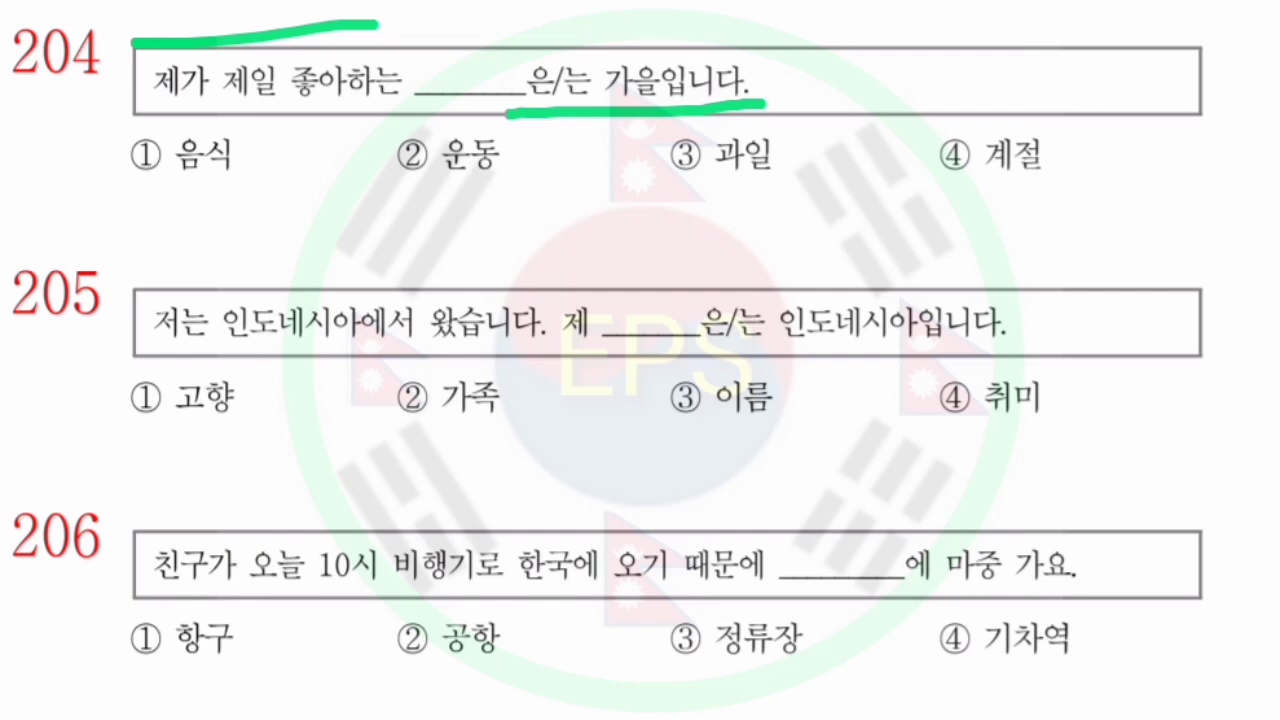 204
제가 제일 좋아하는 ________은/는 가을입니다.
① 음식 ② 운동 ③ 과일 ④ 계절
205
저는 인도네시아에서 왔습니다. 제 _______은/는 인도네시아입니다.
① 고향 ② 가족 ③ 이름 ④ 취미
EPS
206
친구가 오늘 10시 비행기로 한국에 오기 때문에 _________에 마중 가요.
① 항구 ② 공항 ③ 정류장 ④ 기차역